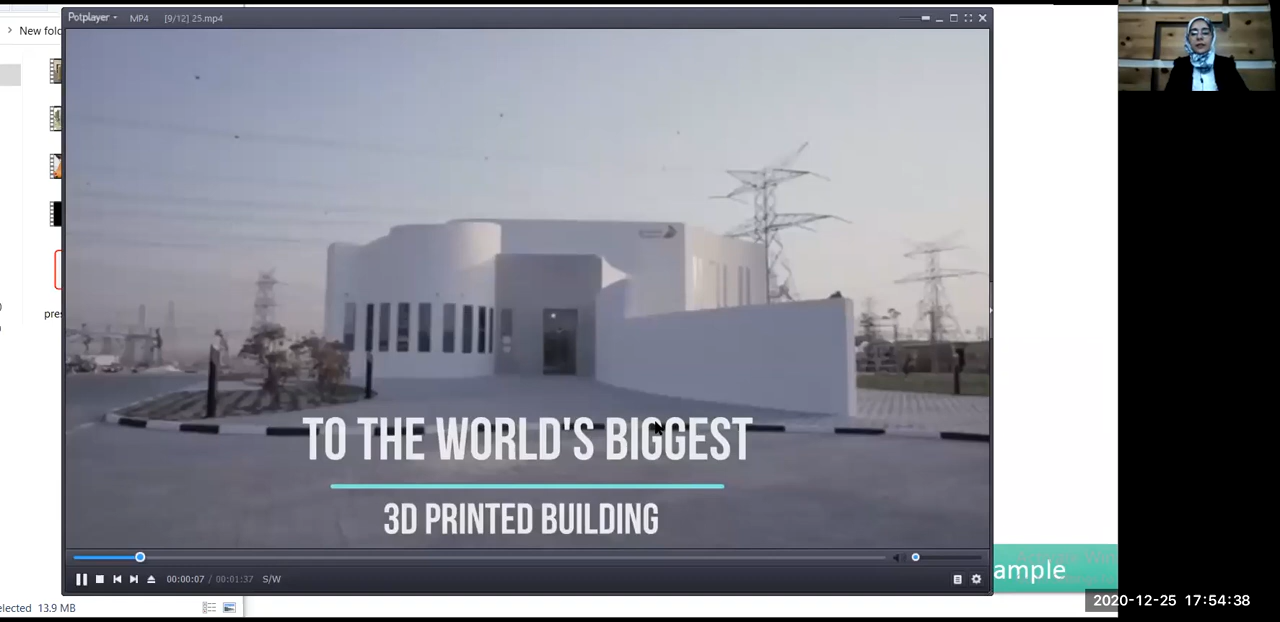 Potplayer MP4 [9/12] 25.mp4
New fold
TO THE WORLD'S BIGGEST
3D PRINTED BUILDING
pres
00:00:07 / 00:01:37 S/W
ample
2020-12-25 17:54:38
elected 13.9 MB